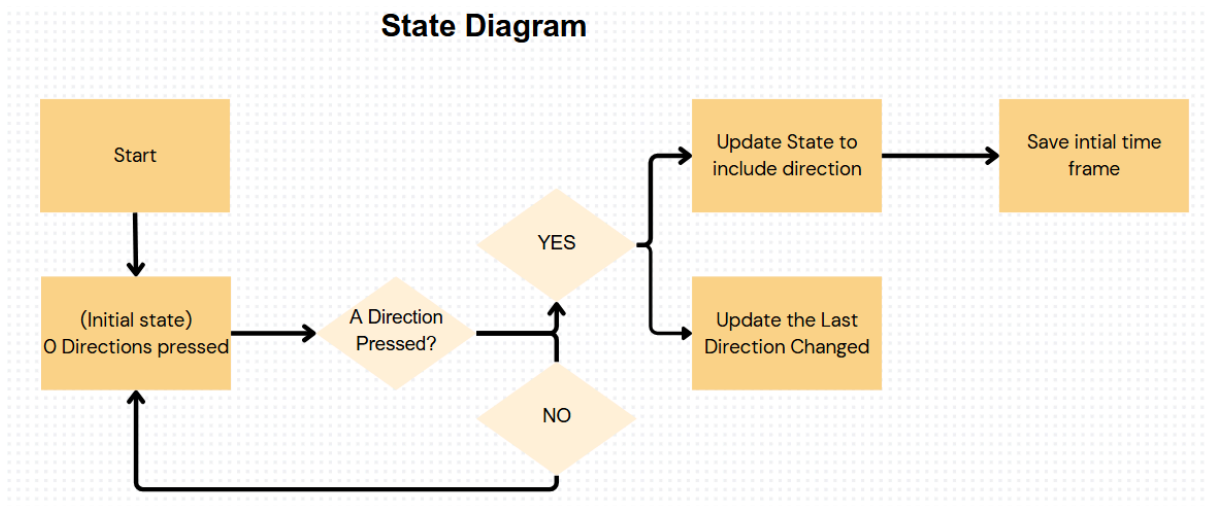 State Diagram
Start
(Initial state)
0 Directions pressed
A Direction
Pressed?
YES
NO
Update State to
include direction
Save intial time
frame
Update the Last
Direction Changed